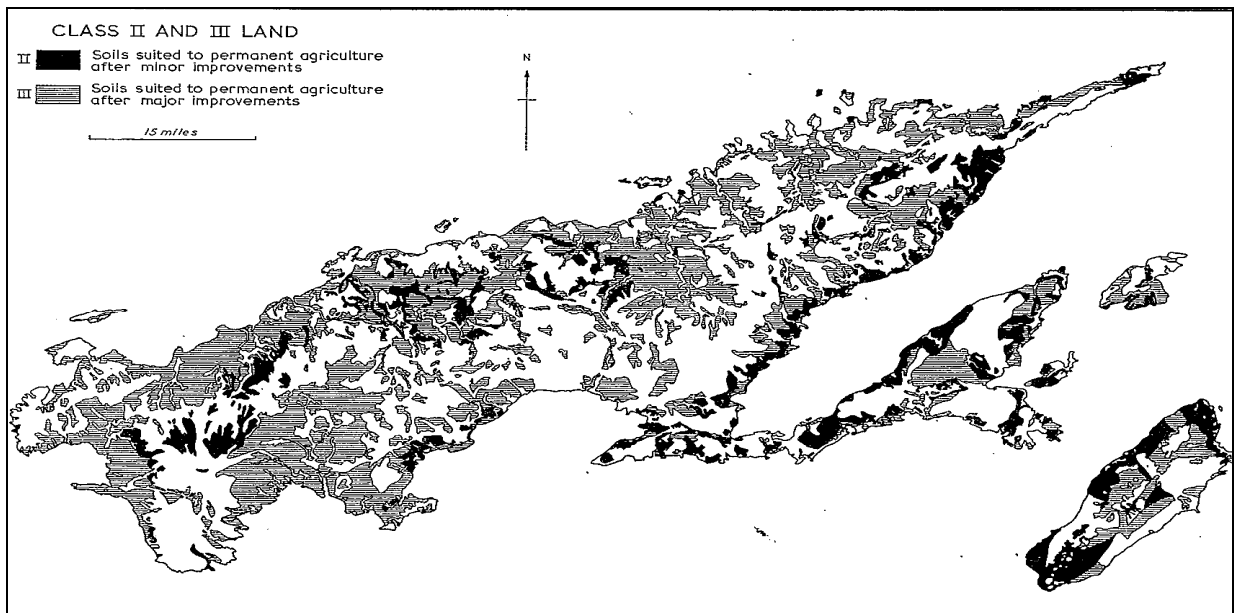 CLASS II AND III LAND
II Soils suited to permanent agriculture
after minor improvements
III Soils suited to permanent agriculture
after major improvements
15 miles
N